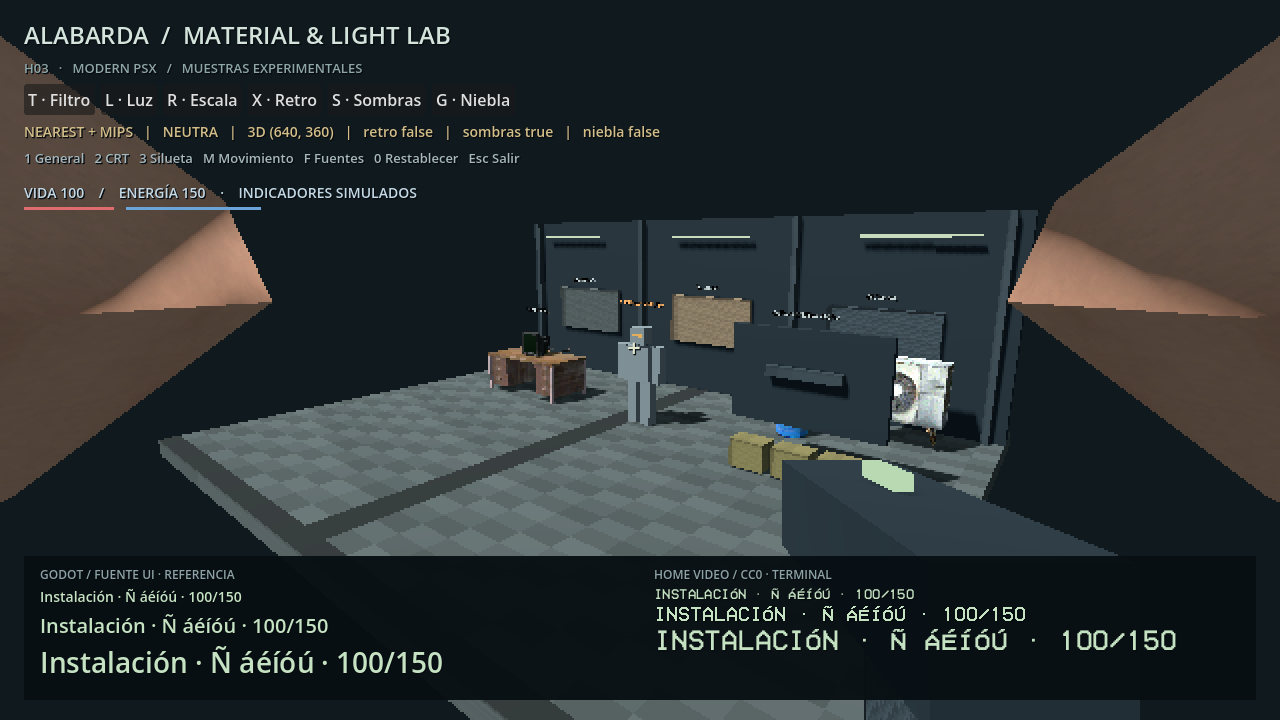 ALABARDA / MATERIAL & LIGHT LAB
H03 · MODERN PSX / MUESTRAS EXPERIMENTALES
T · Filtro L · Luz R · Escala X · Retro S · Sombras G · Niebla
NEAREST + MIPS | NEUTRA | 3D (640, 360) | retro false | sombras true | niebla false
1 General 2 CRT 3 Silueta M Movimiento F Fuentes 0 Restablecer Esc Salir
VIDA 100 / ENERGÍA 150 · INDICADORES SIMULADOS
GODOT / FUENTE UI · REFERENCIA
Instalación · Ñ áéíóú · 100/150
Instalación · Ñ áéíóú · 100/150
Instalación · Ñ áéíóú · 100/150
HOME VIDEO / CC0 · TERMINAL
INSTALACIóN · Ñ ÁÉÍÓÚ · 100/150
INSTALACIóN · Ñ ÁÉÍÓÚ · 100/150
INSTALACIóN · Ñ ÁÉÍÓÚ · 100/150